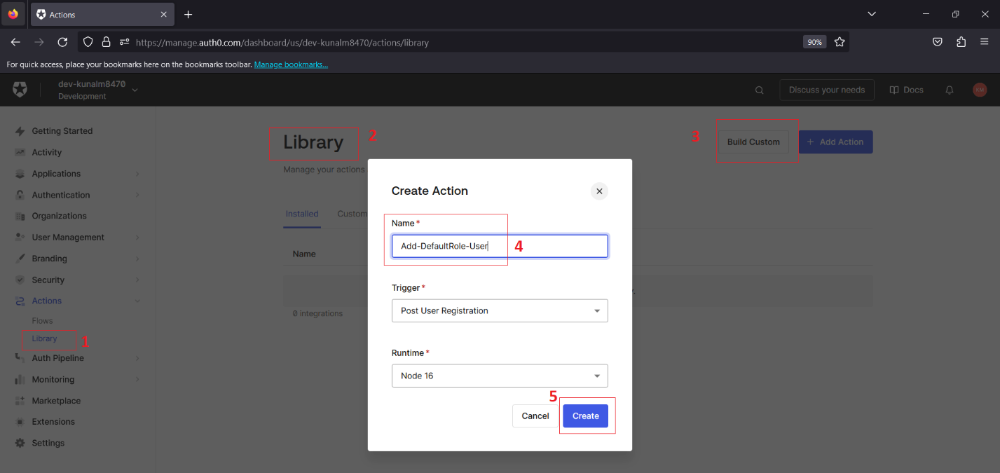 Actions
https://manage.auth0.com/dashboard/us/dev-kunalm8470/actions/library
90%
For quick access, place your bookmarks here on the bookmarks toolbar. Manage bookmarks...
dev-kunalm8470
Development
Discuss your needs
Docs
KM
Getting Started
Activity
Applications
Authentication
Organizations
User Management
Branding
Security
Actions
Flows
Library
1
Auth Pipeline
Monitoring
Marketplace
Extensions
Settings
Library
2
3
Build Custom
+ Add Action
Manage your actions
Installed
Custom
Name
0 integrations
Create Action
Name *
Add-DefaultRole-User
4
Trigger *
Post User Registration
Runtime *
Node 16
5
Cancel
Create